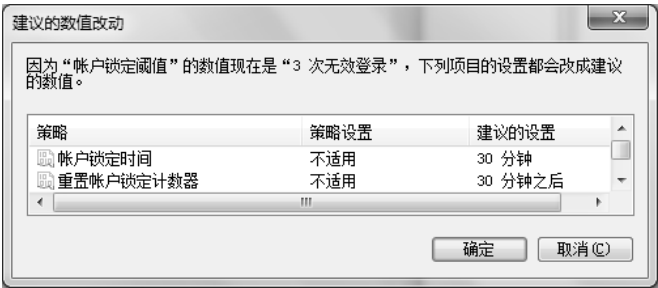 建议的数值改动
因为“帐户锁定阈值”的数值现在是“3 次无效登录”，下列项目的设置都会改成建议
的数值。
策略 策略设置 建议的设置
帐户锁定时间 不适用 30 分钟
重置帐户锁定计数器 不适用 30 分钟之后
确定 取消(C)